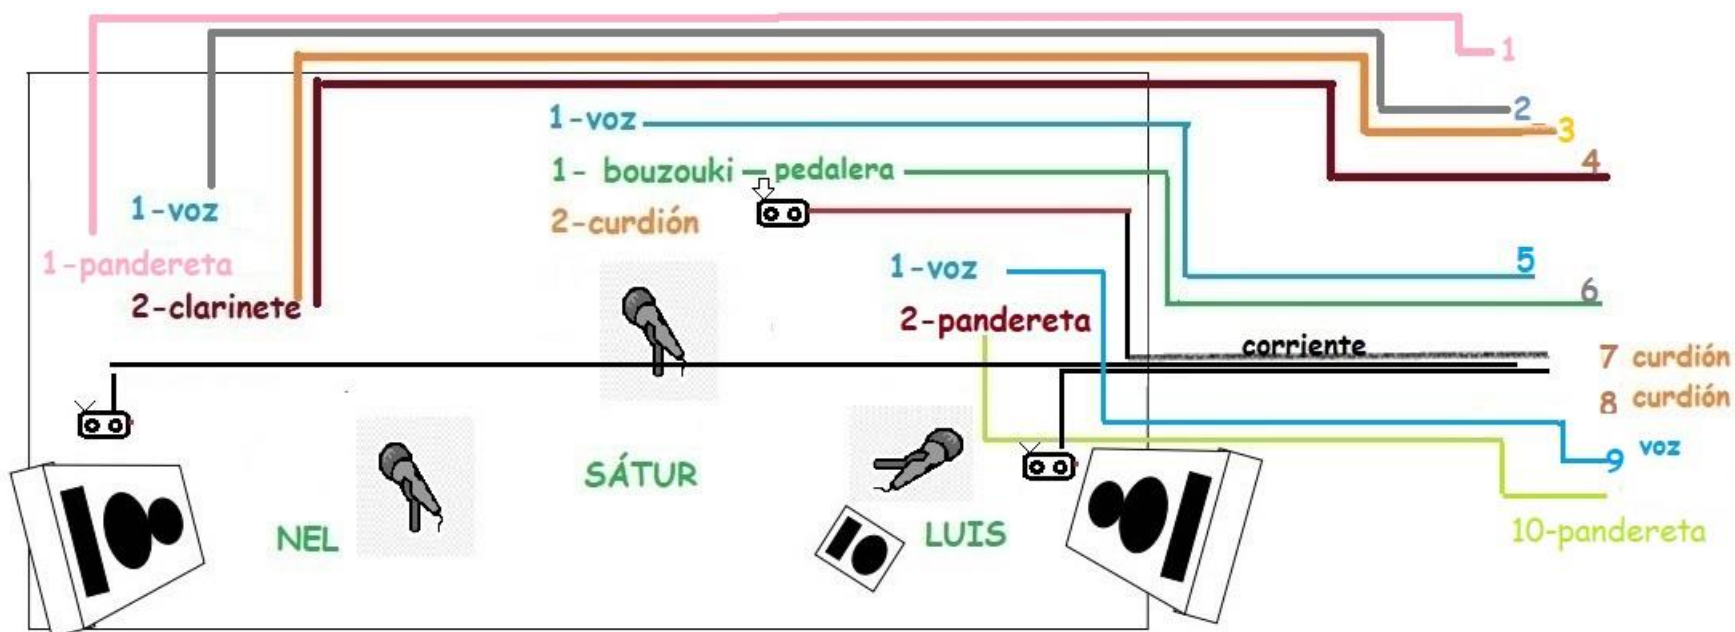 1
2
3
1-voz
4
1- bouzouki - pedalera
1-voz
2-curdión
1-pandereta
1-voz
5
2-clarinete
2-pandereta
6
corriente
7 curdión
8 curdión
9 voz
SÁTUR
NEL
LUIS
10-pandereta